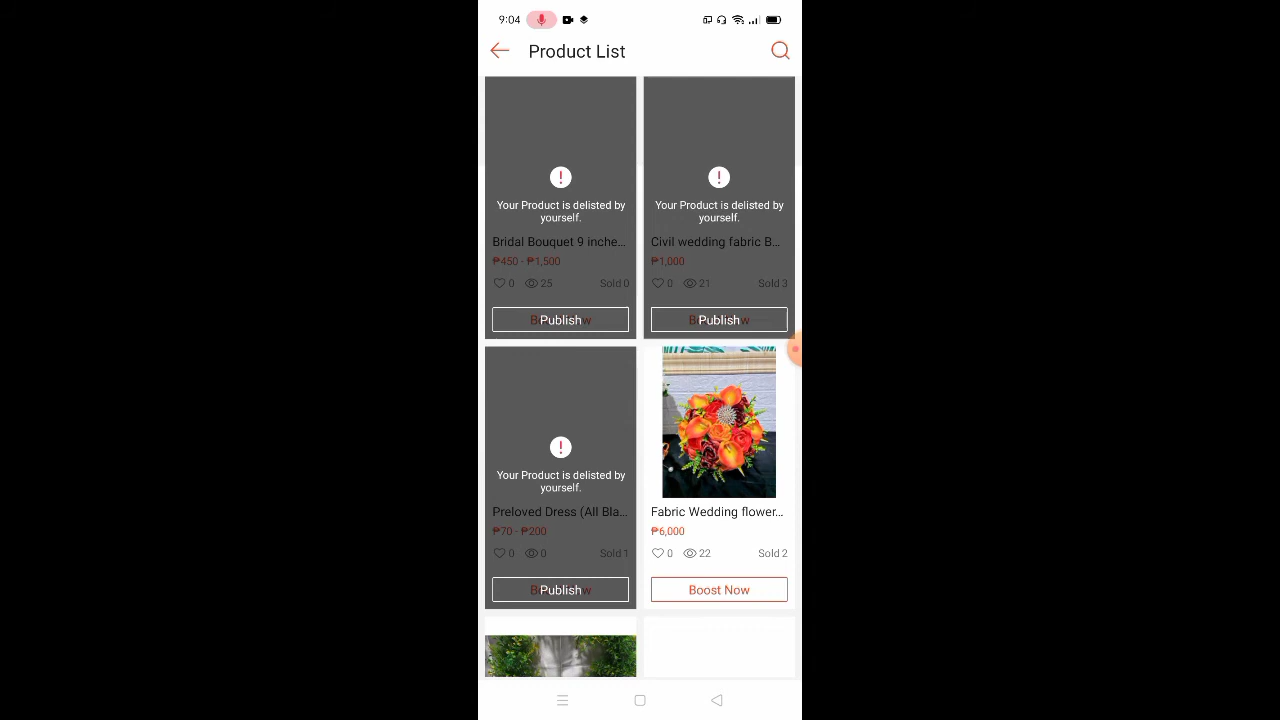 9:04
Product List
Your Product is delisted by
yourself.
Bridal Bouquet 9 inche...
₱450 - ₱1,500
0 25 Sold 0
Publish
Your Product is delisted by
yourself.
Civil wedding fabric B...
₱1,000
0 21 Sold 3
Publish
Your Product is delisted by
yourself.
Preloved Dress (All Bla...
₱70 - ₱200
0 0 Sold 1
Publish
Fabric Wedding flower...
₱6,000
0 22 Sold 2
Boost Now